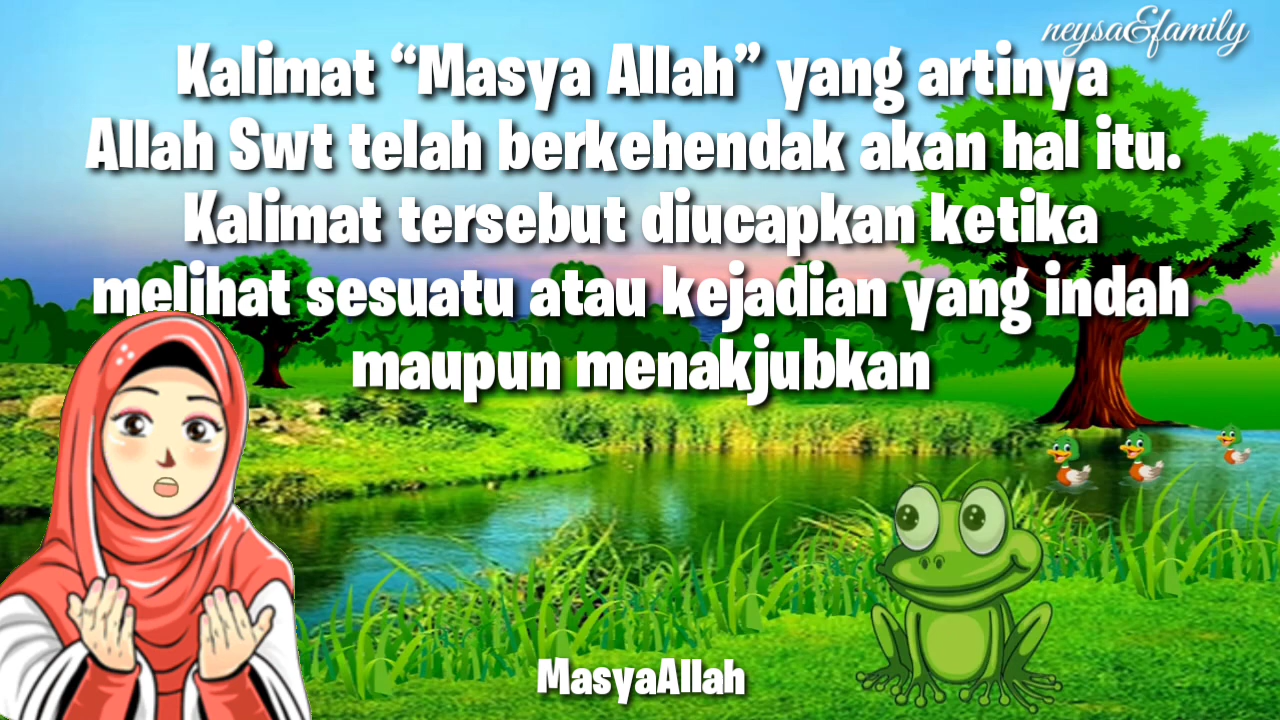 neysa&family
Kalimat “Masya Allah” yang artinya
Allah Swt telah berkehendak akan hal itu.
Kalimat tersebut diucapkan ketika
melihat sesuatu atau kejadian yang indah
maupun menakjubkan
MasyaAllah